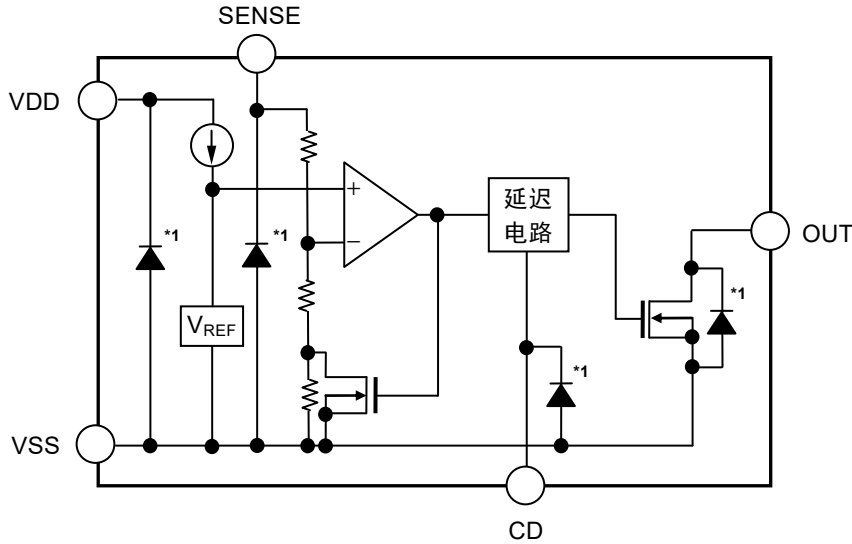 SENSE
VDD
*1
*1
+
−
延迟
电路
OUT
*1
VREF
*1
VSS
CD